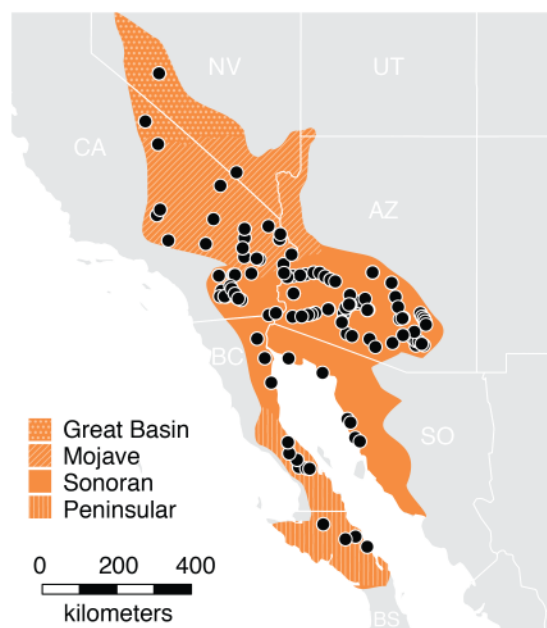 NV
UT
CA
AZ
BC
SO
Great Basin
Mojave
Sonoran
Peninsular
0 200 400
kilometers
BS